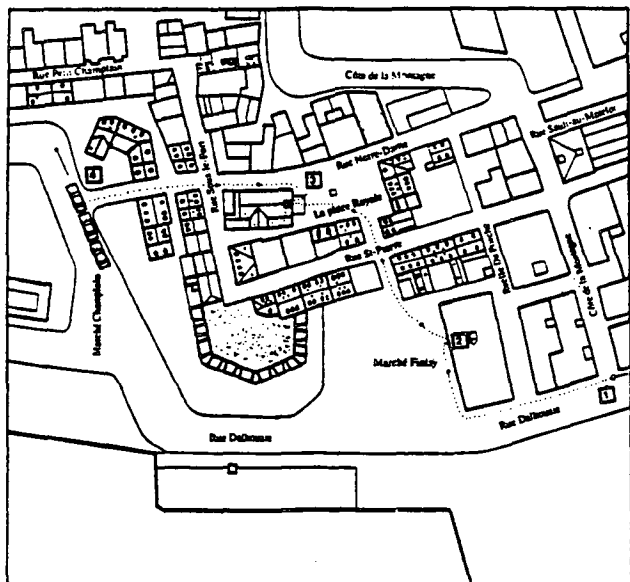 Rue Petit Champlain
Côte de la Montagne
Rue Sault-au-Matelot
Rue Notre-Dame
4
Rue Sous-le-Fort
3
La place Royale
Rue St-Pierre
Ruelle Du Porche
Côte de la Montagne
Marché Champlain
2
Marché Finlay
1
Rue Dalhousie
Rue Dalhousie